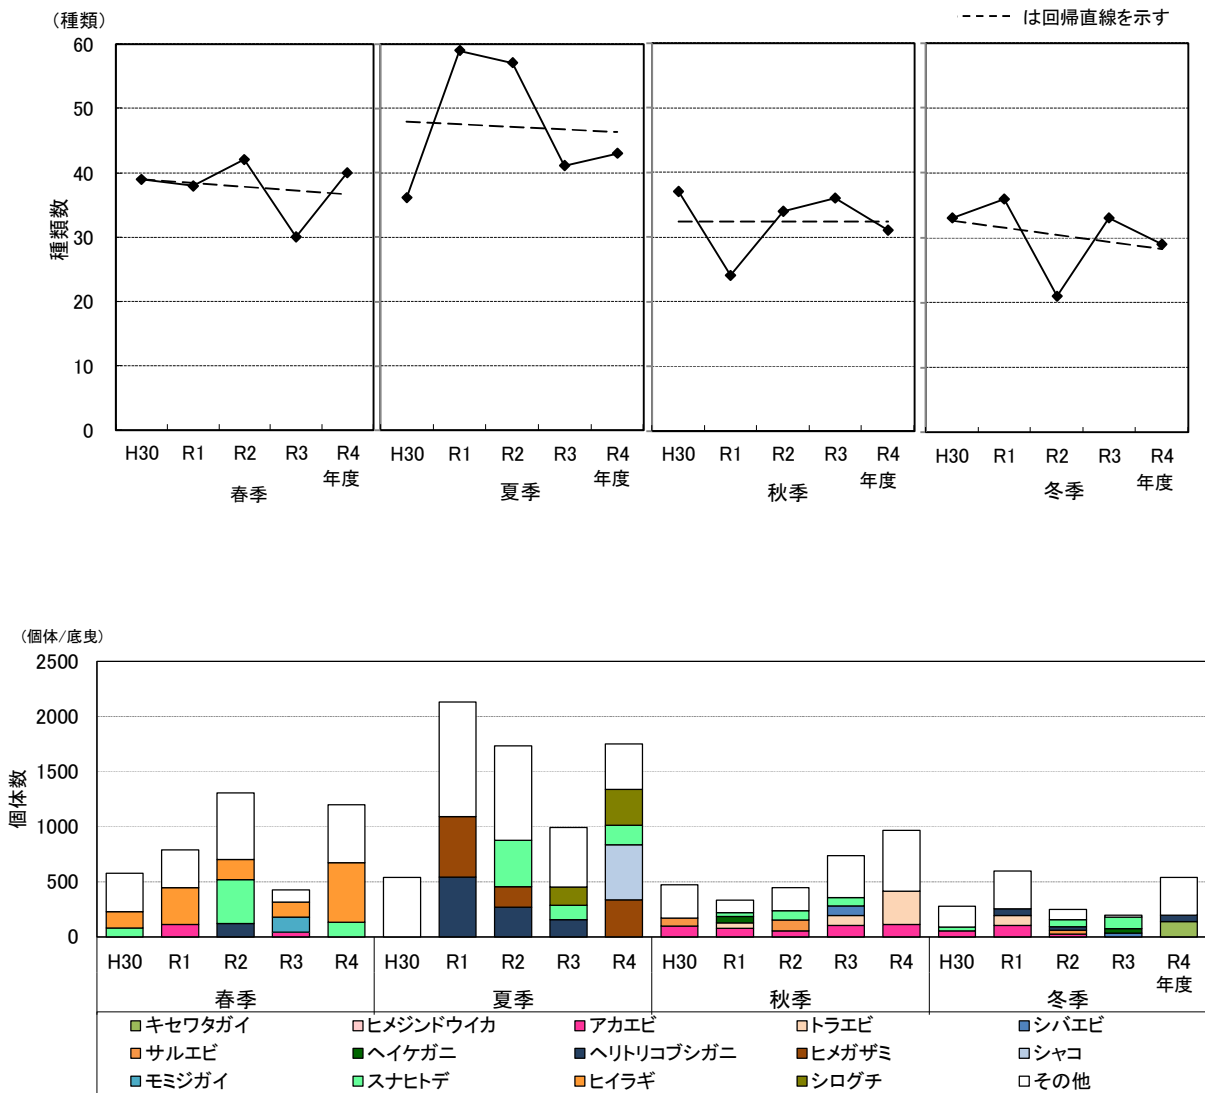 （種類）
は回帰直線を示す
60
50
40
30
20
10
0
種類数
H30 R1 R2 R3 R4 H30 R1 R2 R3 R4 H30 R1 R2 R3 R4 H30 R1 R2 R3 R4
年度 年度 年度 年度
春季 夏季 秋季 冬季
（個体/底曳）
2500
2000
1500
1000
500
0
個体数
H30 R1 R2 R3 R4 H30 R1 R2 R3 R4 H30 R1 R2 R3 R4 H30 R1 R2 R3 R4
年度
春季 夏季 秋季 冬季
キセワタガイ ヒメジンドウイカ アカエビ トラエビ シバエビ
サルエビ ヘイケガニ ヘリトリコブシガニ ヒメガザミ シャコ
モミジガイ スナヒトデ ヒイラギ シログチ その他